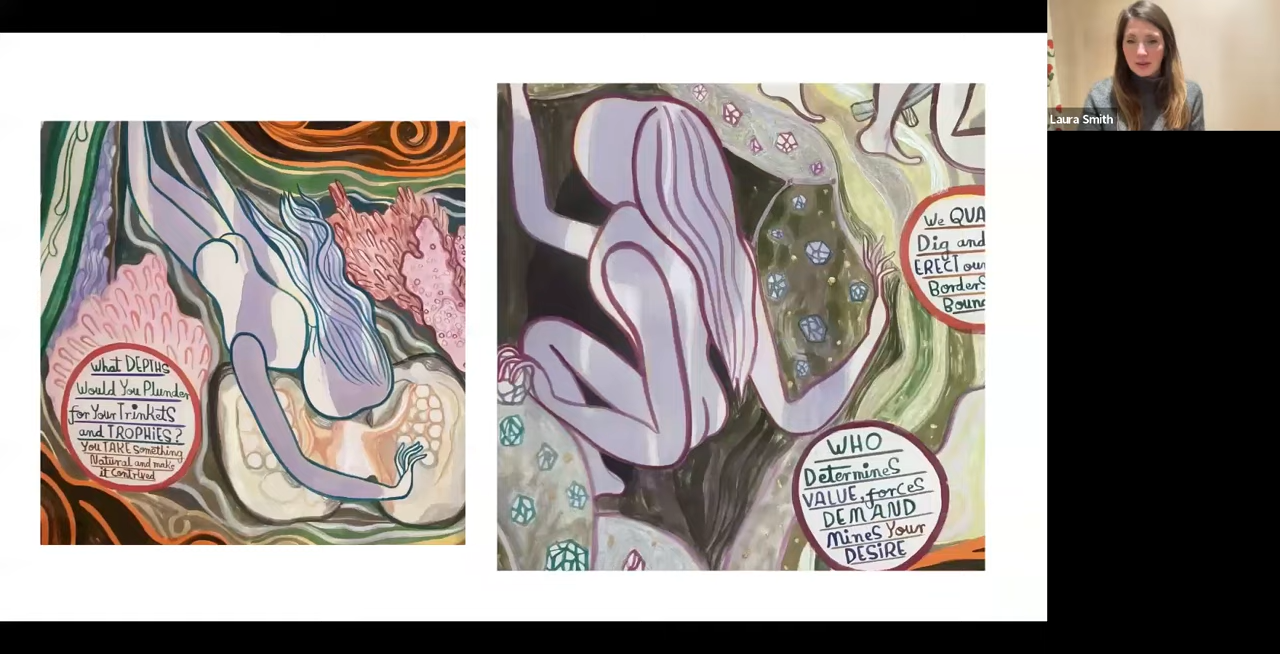 What DEPTHS
Would You Plunder
for Your Trinkets
and TROPHIES?
You TAKE something
Natural and make
it Contrived
We QUA
Dig and
ERECT our
Borders
Boun
WHO
Determines
VALUE, forces
DEMAND
Mines Your
DESIRE
Laura Smith